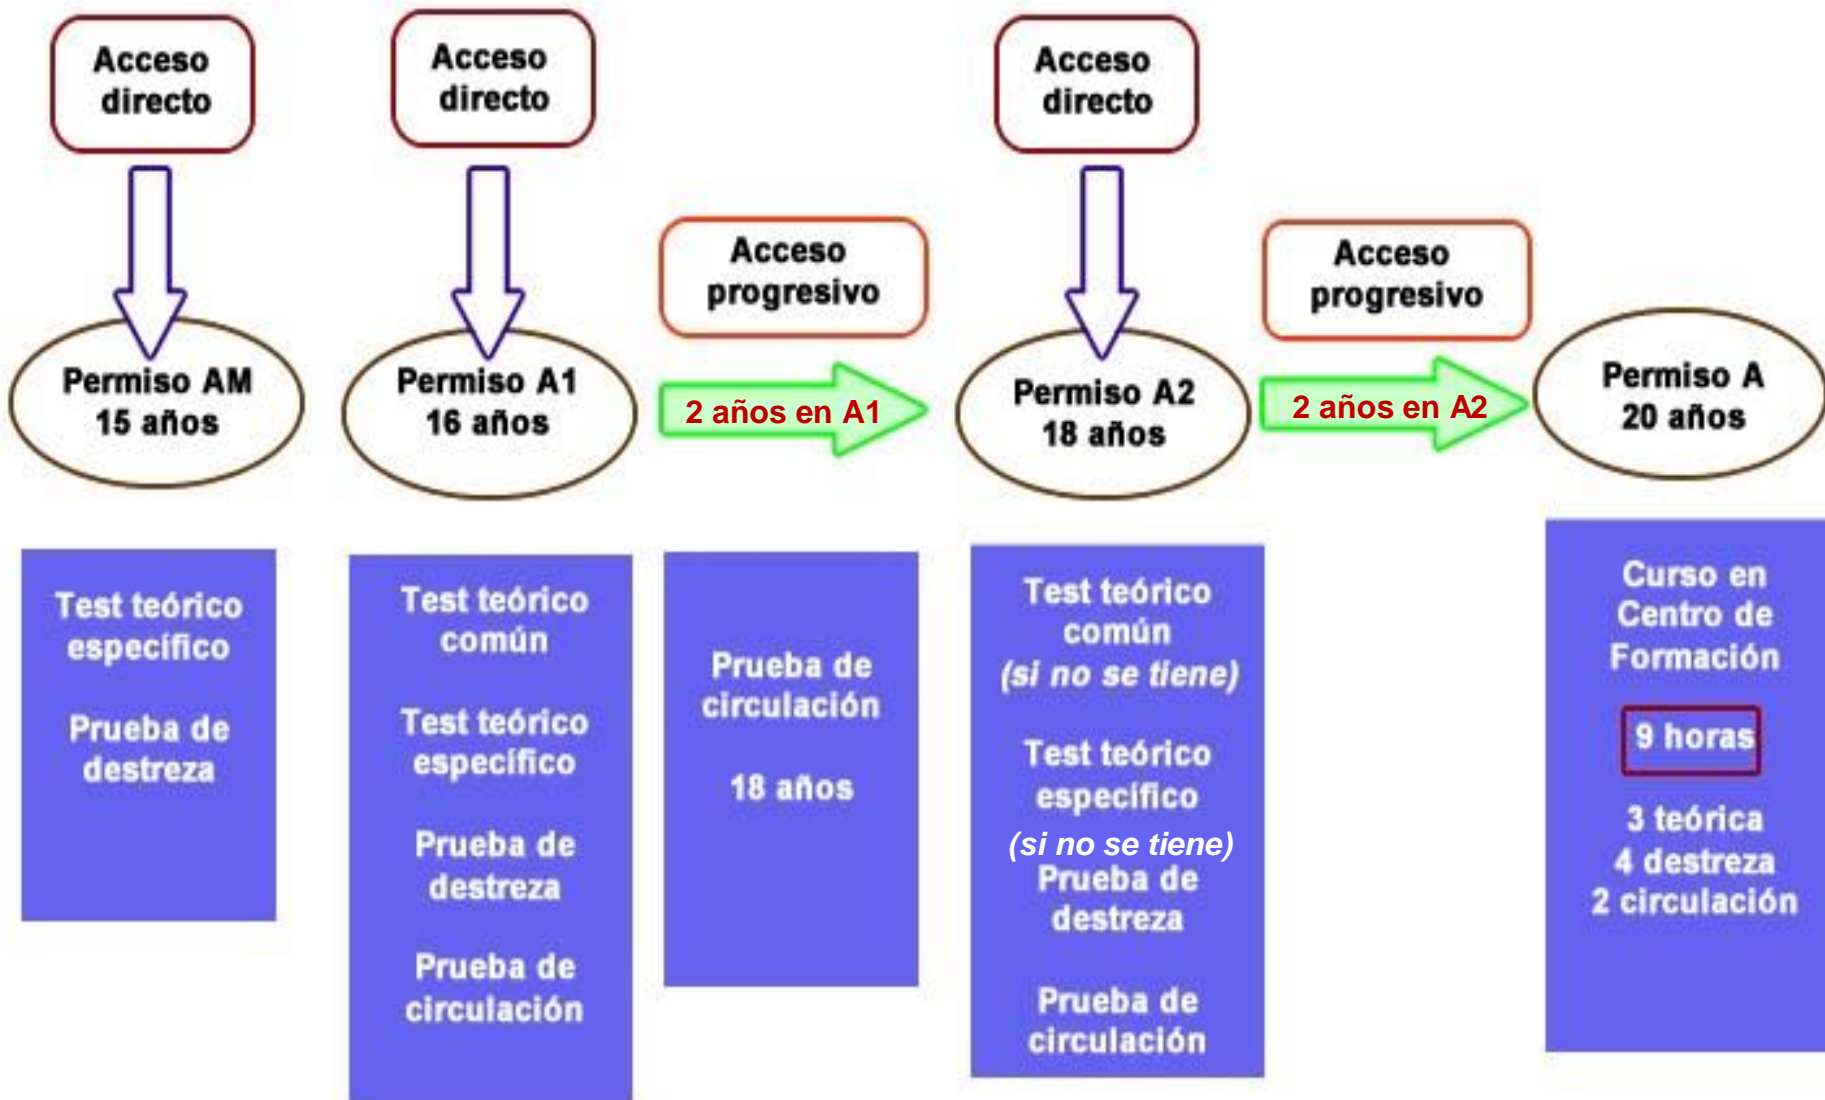 Acceso
directo
Acceso
directo
Acceso
directo
Acceso
progresivo
Acceso
progresivo
Permiso AM
15 años
Permiso A1
16 años
2 años en A1
Permiso A2
18 años
2 años en A2
Permiso A
20 años
Test teórico
específico
Prueba de
destreza
Test teórico
común
Test teórico
específico
Prueba de
destreza
Prueba de
circulación
Prueba de
circulación
18 años
Test teórico
común
(si no se tiene)
Test teórico
específico
(si no se tiene)
Prueba de
destreza
Prueba de
circulación
Curso en
Centro de
Formación
9 horas
3 teórica
4 destreza
2 circulación